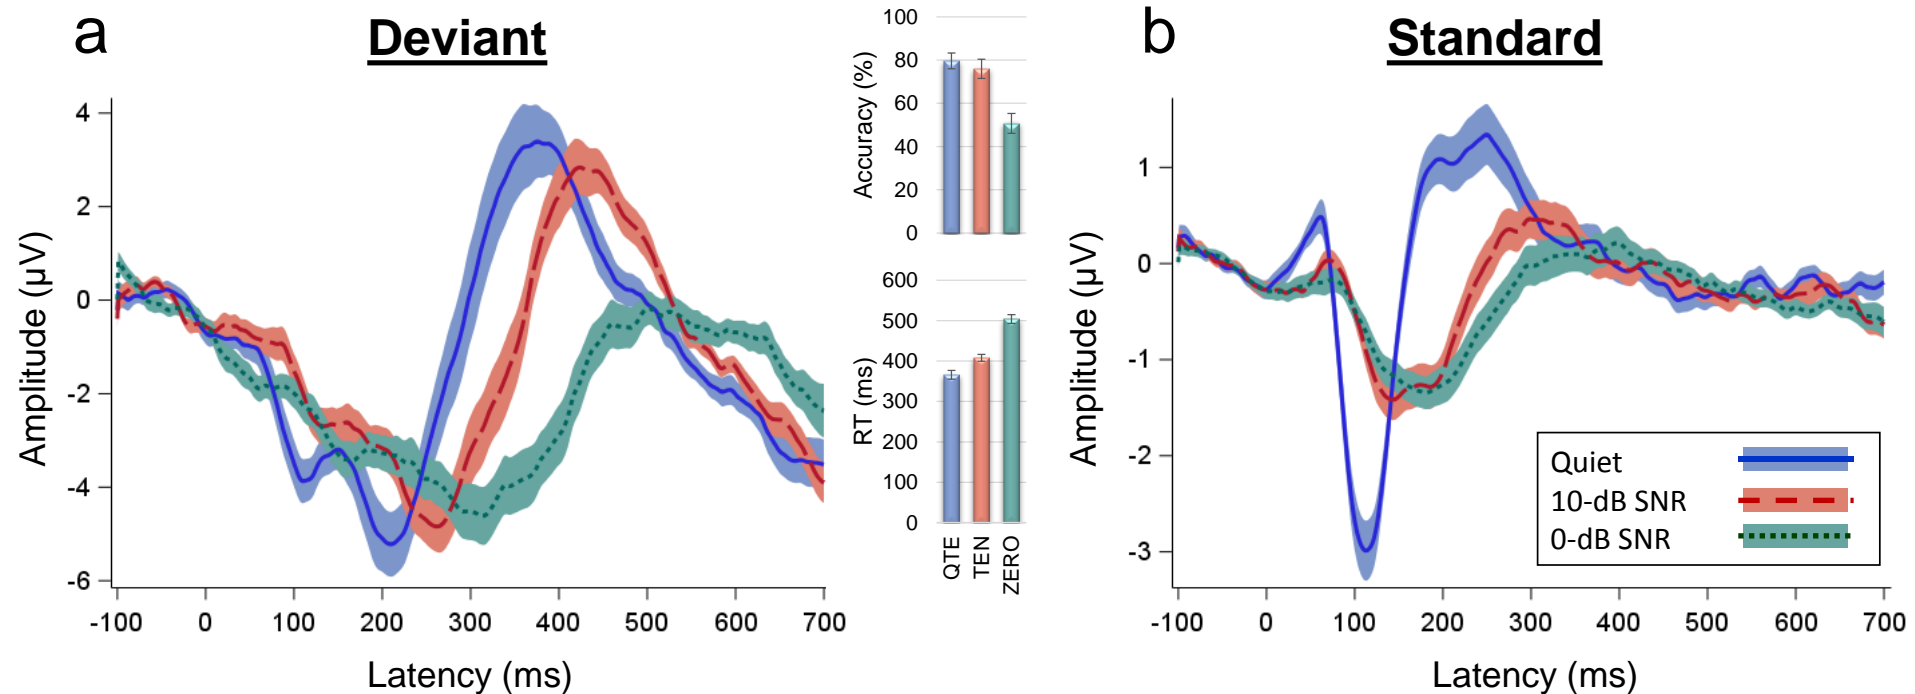 a
Deviant
Amplitude (µV)
4
2
0
-2
-4
-6
-100 0 100 200 300 400 500 600 700
Latency (ms)
Accuracy (%)
100
80
60
40
20
0
RT (ms)
600
500
400
300
200
100
0
QTE
TEN
ZERO
b
Standard
Amplitude (µV)
1
0
-1
-2
-3
Quiet
10-dB SNR
0-dB SNR
-100 0 100 200 300 400 500 600 700
Latency (ms)